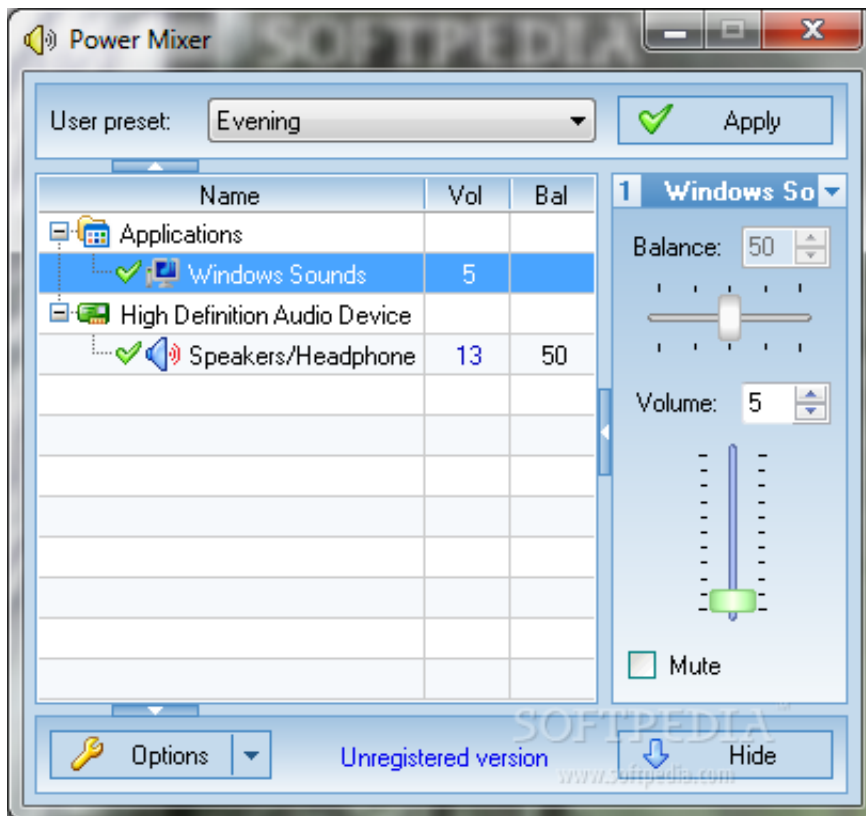 SOFTPEDIA
Power Mixer
User preset: Evening Apply
Name Vol Bal
1 Windows So
Applications
Balance: 50
Windows Sounds 5
High Definition Audio Device
Speakers/Headphone 13 50
Volume: 5
Mute
SOFTPEDIA™
Options Unregistered version Hide
www.softpedia.com